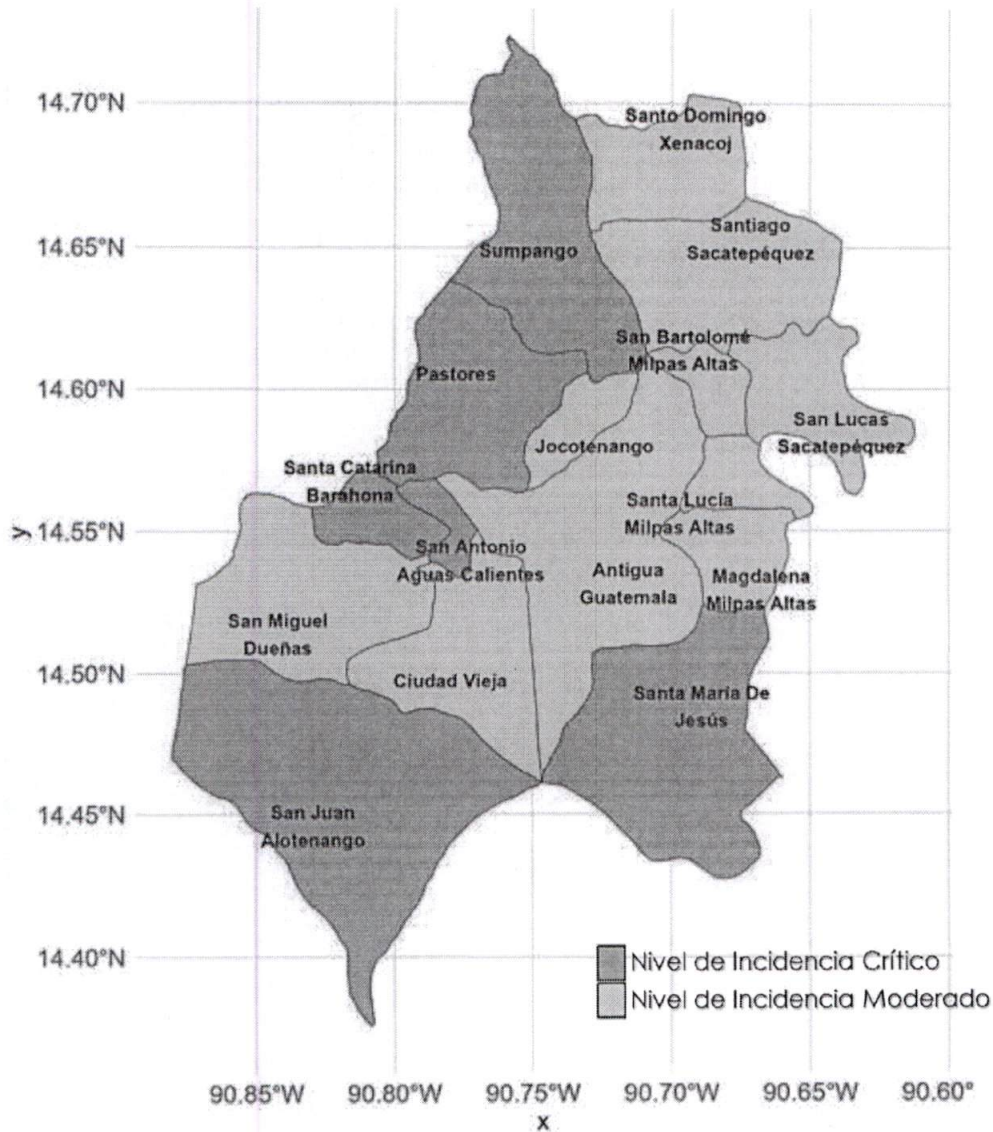 14.70°N
Santo Domingo
Xenacoj
Santiago
Sacatepéquez
14.65°N
Sumpango
San Bartolomé
Milpas Altas
Pastores
14.60°N
San Lucas
Sacatepéquez
Jocotenango
Santa Catarina
Barahona
Santa Lucía
Milpas Altas
y
14.55°N
San Antonio
Aguas Calientes
Antigua
Guatemala
Magdalena
Milpas Altas
San Miguel
Dueñas
14.50°N
Ciudad Vieja
Santa María De
Jesús
14.45°N
San Juan
Alotenango
14.40°N
Nivel de Incidencia Crítico
Nivel de Incidencia Moderado
90.85°W 90.80°W 90.75°W 90.70°W 90.65°W 90.60°
x